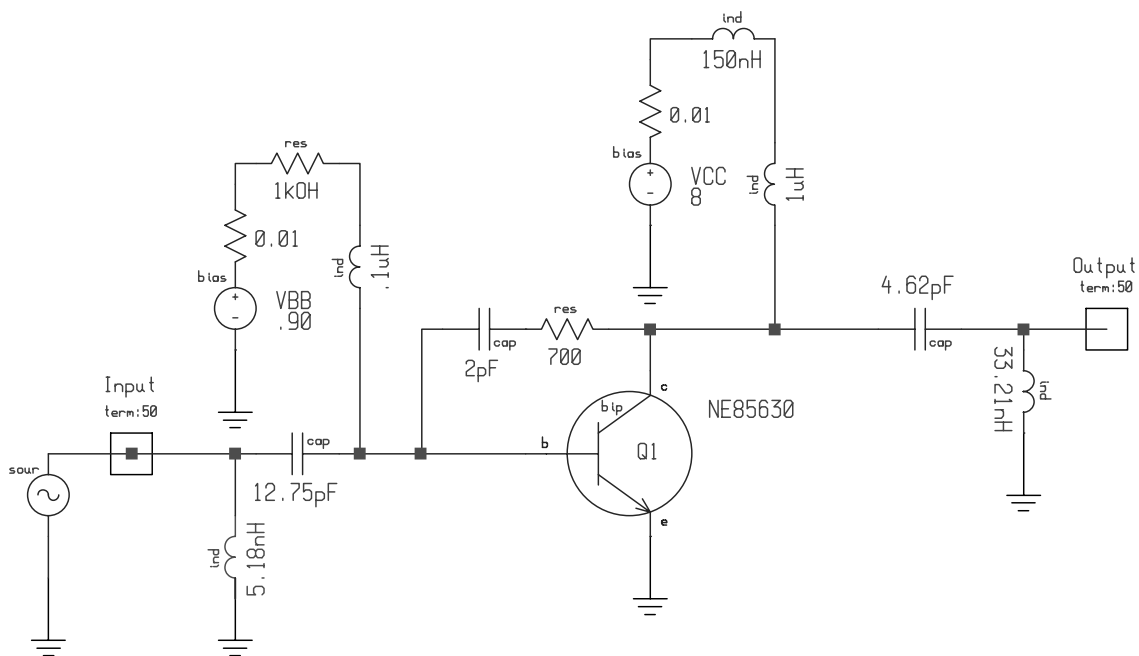 ind
150nH
0.01
bias
VCC
8
ind
1uH
res
1kOH
0.01
bias
VBB
.90
ind
.1uH
res
cap
2pF
700
4.62pF
cap
Output
term:50
ind
33.21nH
Input
term:50
sour
cap
12.75pF
ind
5.18nH
c
bip
b
Q1
e
NE85630